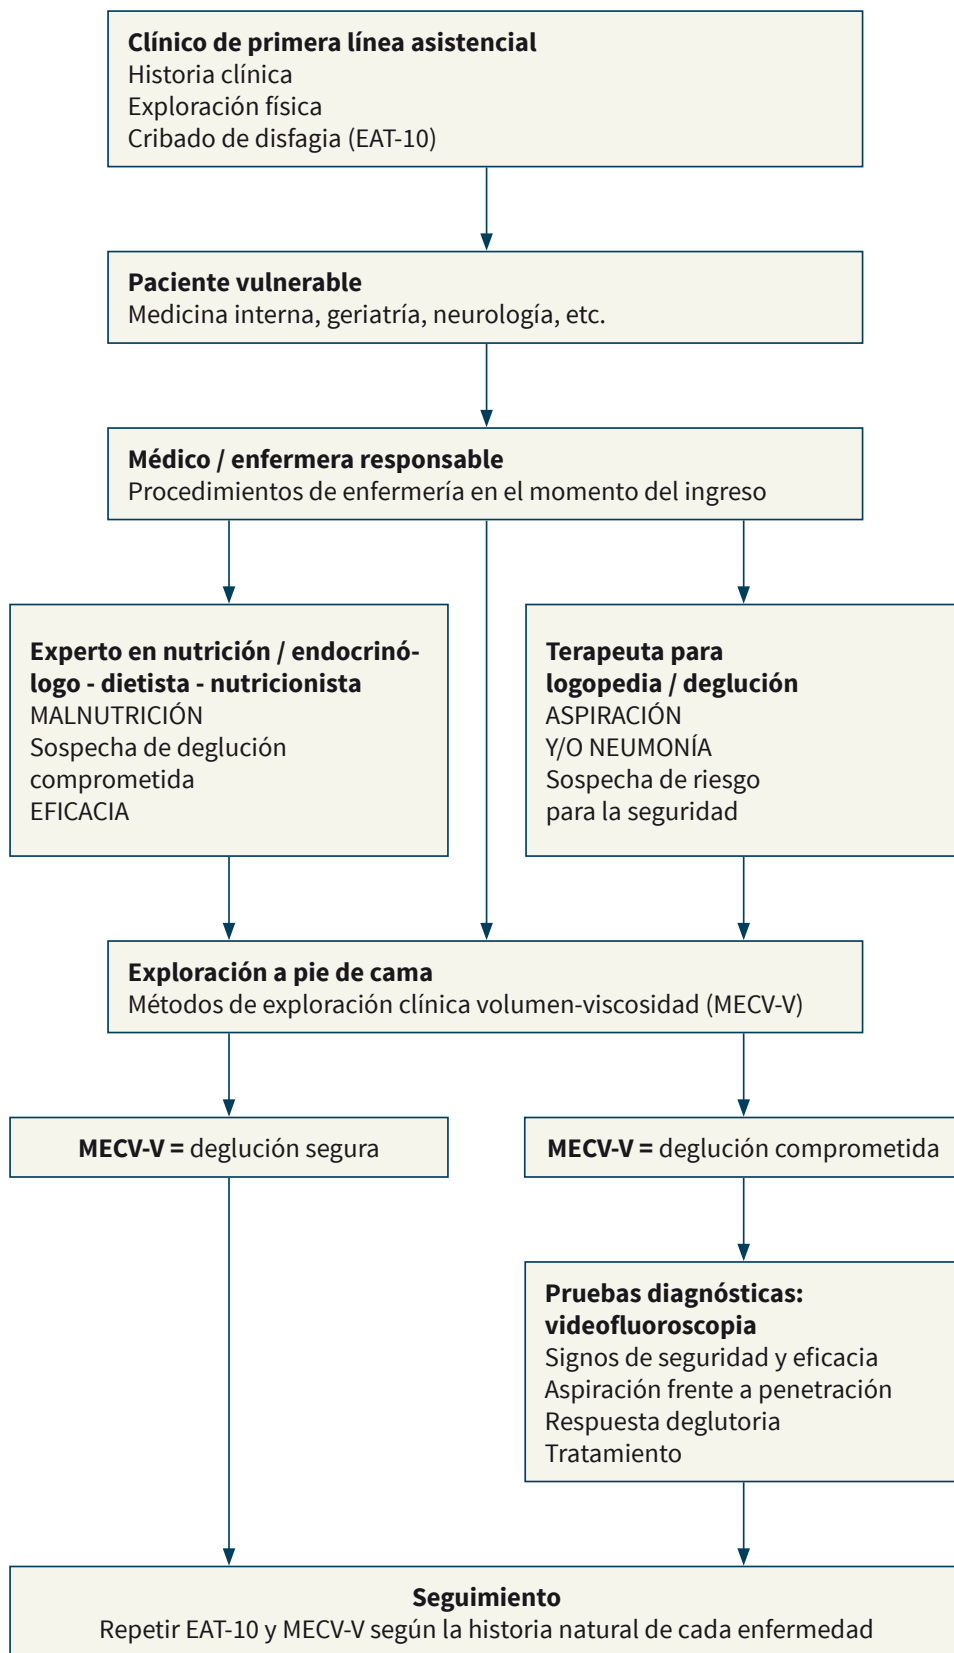 Clínico de primera línea asistencial
Historia clínica
Exploración física
Cribado de disfagia (EAT-10)
Paciente vulnerable
Medicina interna, geriatría, neurología, etc.
Médico / enfermera responsable
Procedimientos de enfermería en el momento del ingreso
Experto en nutrición / endocrinó-
logo - dietista - nutricionista
MALNUTRICIÓN
Sospecha de deglución
comprometida
EFICACIA
Terapeuta para
logopedia / deglución
ASPIRACIÓN
Y/O NEUMONÍA
Sospecha de riesgo
para la seguridad
Exploración a pie de cama
Métodos de exploración clínica volumen-viscosidad (MECV-V)
MECV-V = deglución segura
MECV-V = deglución comprometida
Pruebas diagnósticas:
videofluoroscopia
Signos de seguridad y eficacia
Aspiración frente a penetración
Respuesta deglutoria
Tratamiento
Seguimiento
Repetir EAT-10 y MECV-V según la historia natural de cada enfermedad